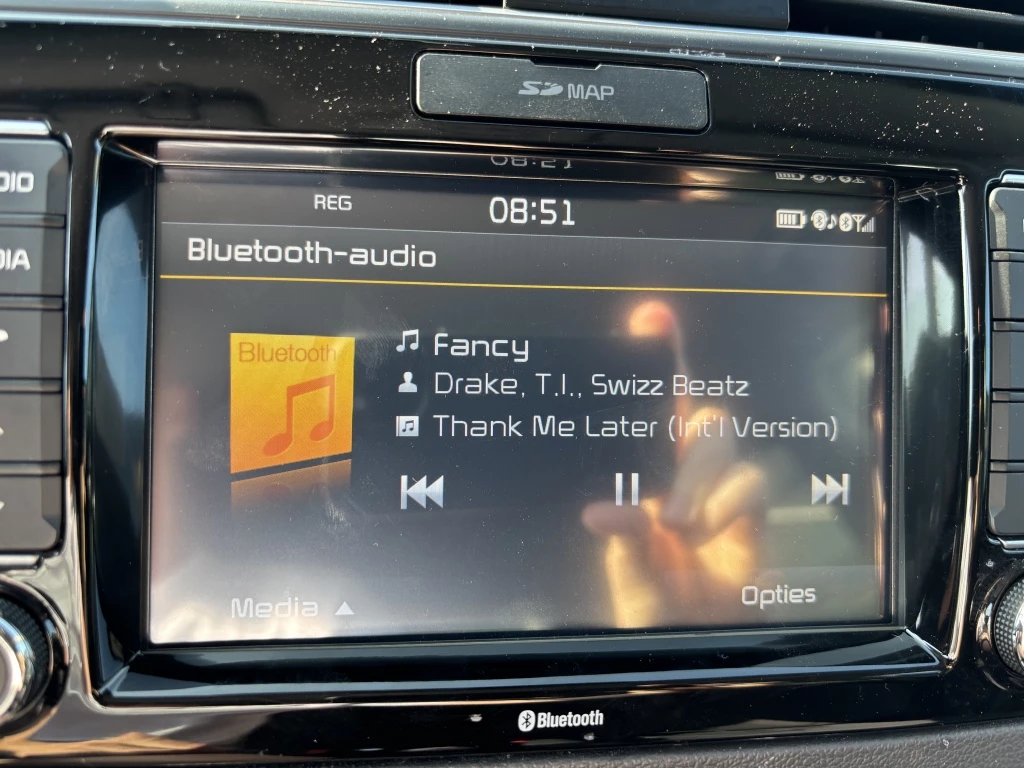 SD MAP
REG
08:51
Bluetooth-audio
Bluetooth
Fancy
Drake, T.I., Swizz Beatz
Thank Me Later (Int'l Version)
Media
Opties
Bluetooth